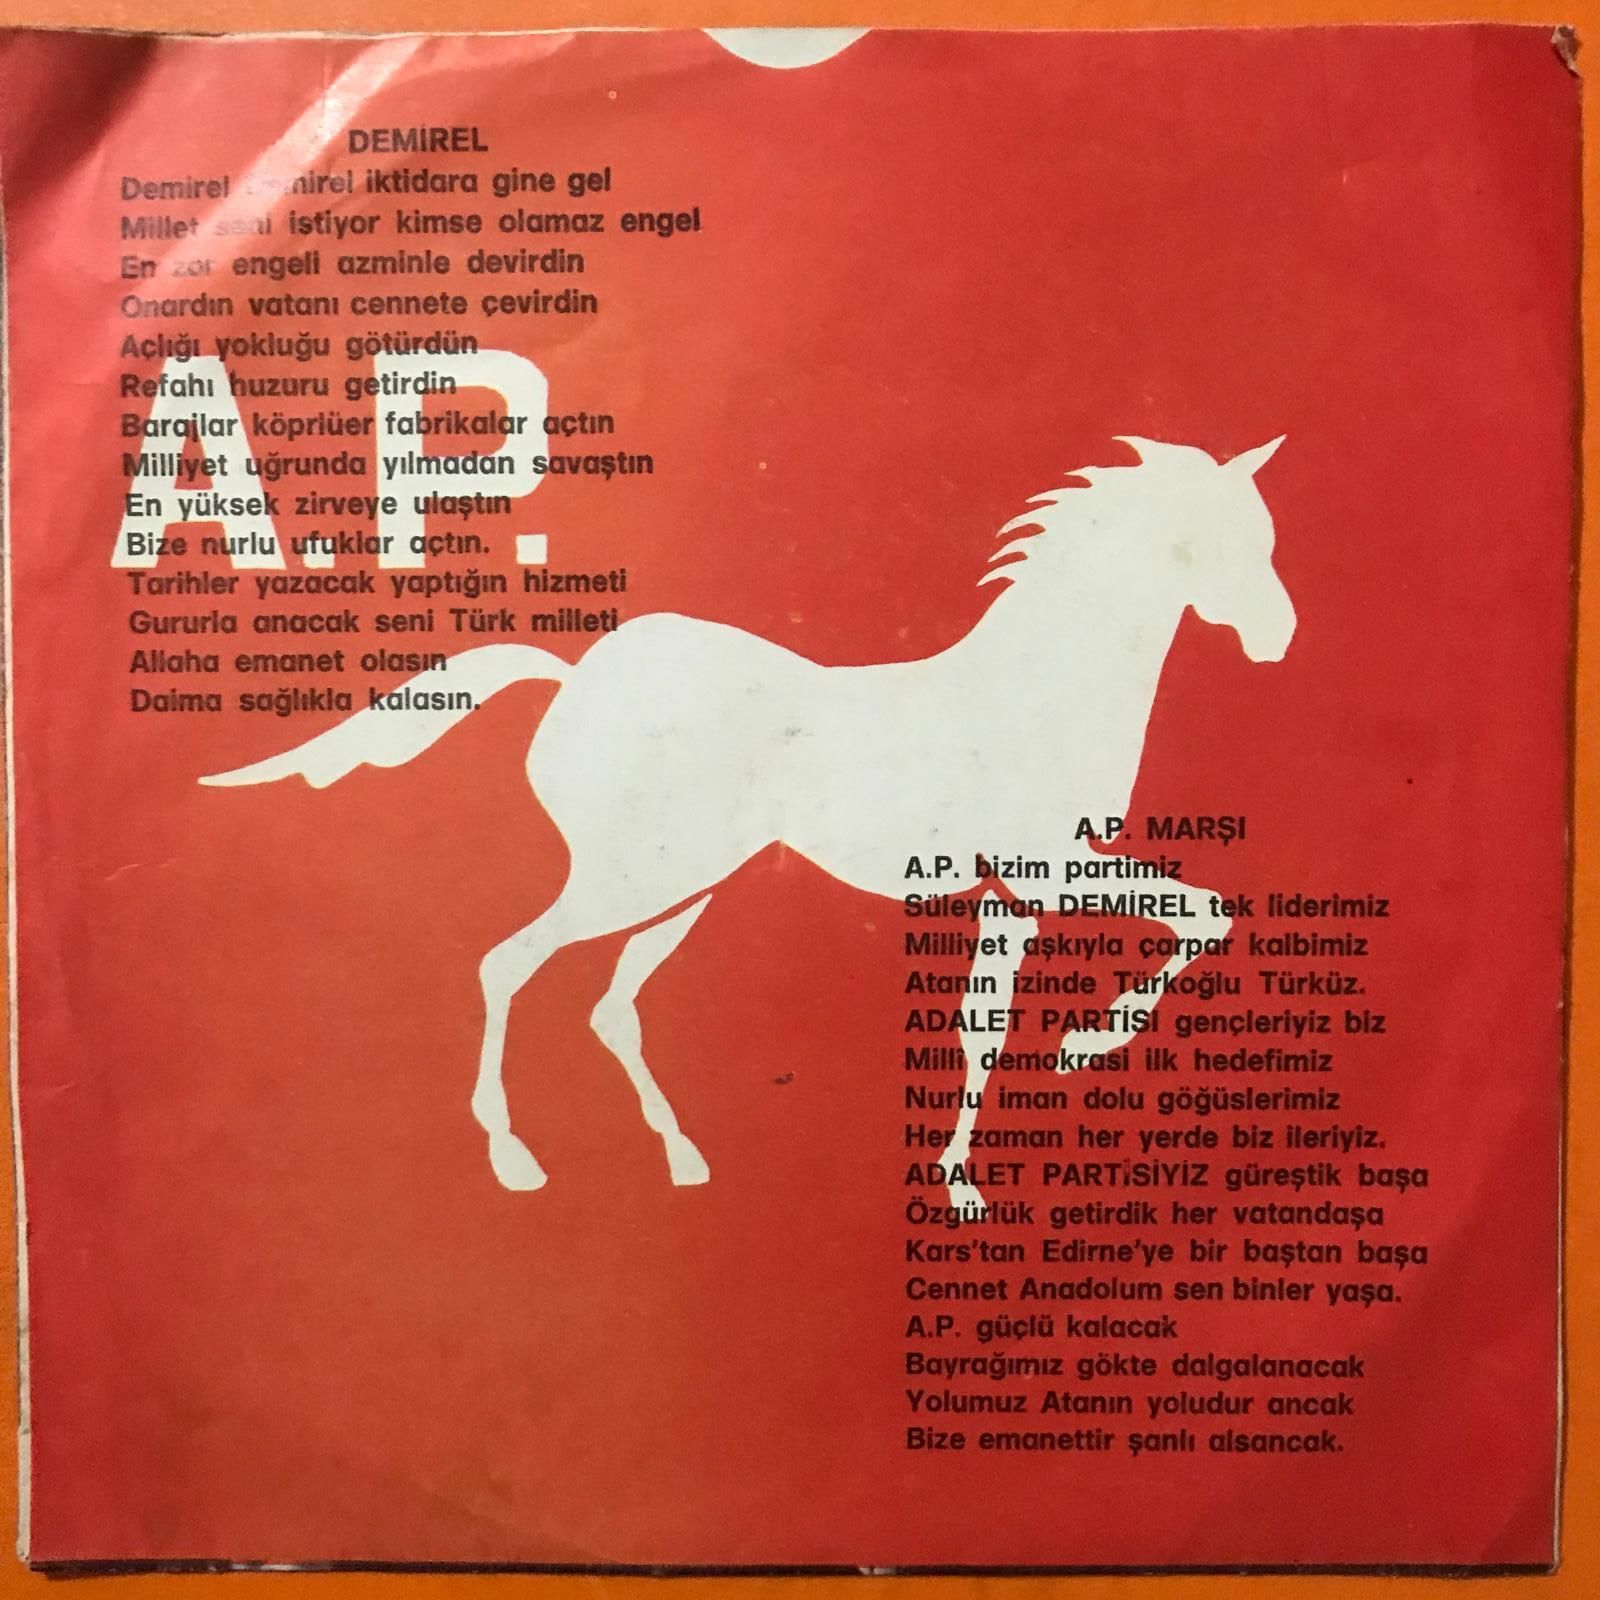 DEMİREL
Demirel Demirel iktidara gine gel
Millet seni istiyor kimse olamaz engel
En zor engeli azminle devirdin
Onardın vatanı cennete çevirdin
Açlığı yokluğu götürdün
Refahı huzuru getirdin
Barajlar köprlüer fabrikalar açtın
Milliyet uğrunda yılmadan savaştın
En yüksek zirveye ulaştın
Bize nurlu ufuklar açtın.
Tarihler yazacak yaptığın hizmeti
Gururla anacak seni Türk milleti
Allaha emanet olasın
Daima sağlıkla kalasın.
A.P.
A.P. MARŞI
A.P. bizim partimiz
Süleyman DEMİREL tek liderimiz
Milliyet aşkıyla çarpar kalbimiz
Atanın izinde Türkoğlu Türküz.
ADALET PARTİSİ gençleriyiz biz
Millî demokrasi ilk hedefimiz
Nurlu iman dolu göğüslerimiz
Her zaman her yerde biz ileriyiz.
ADALET PARTİSİYİZ güreştik başa
Özgürlük getirdik her vatandaşa
Kars'tan Edirne'ye bir baştan başa
Cennet Anadolum sen binler yaşa.
A.P. güçlü kalacak
Bayrağımız gökte dalgalanacak
Yolumuz Atanın yoludur ancak
Bize emanettir şanlı alsancak.